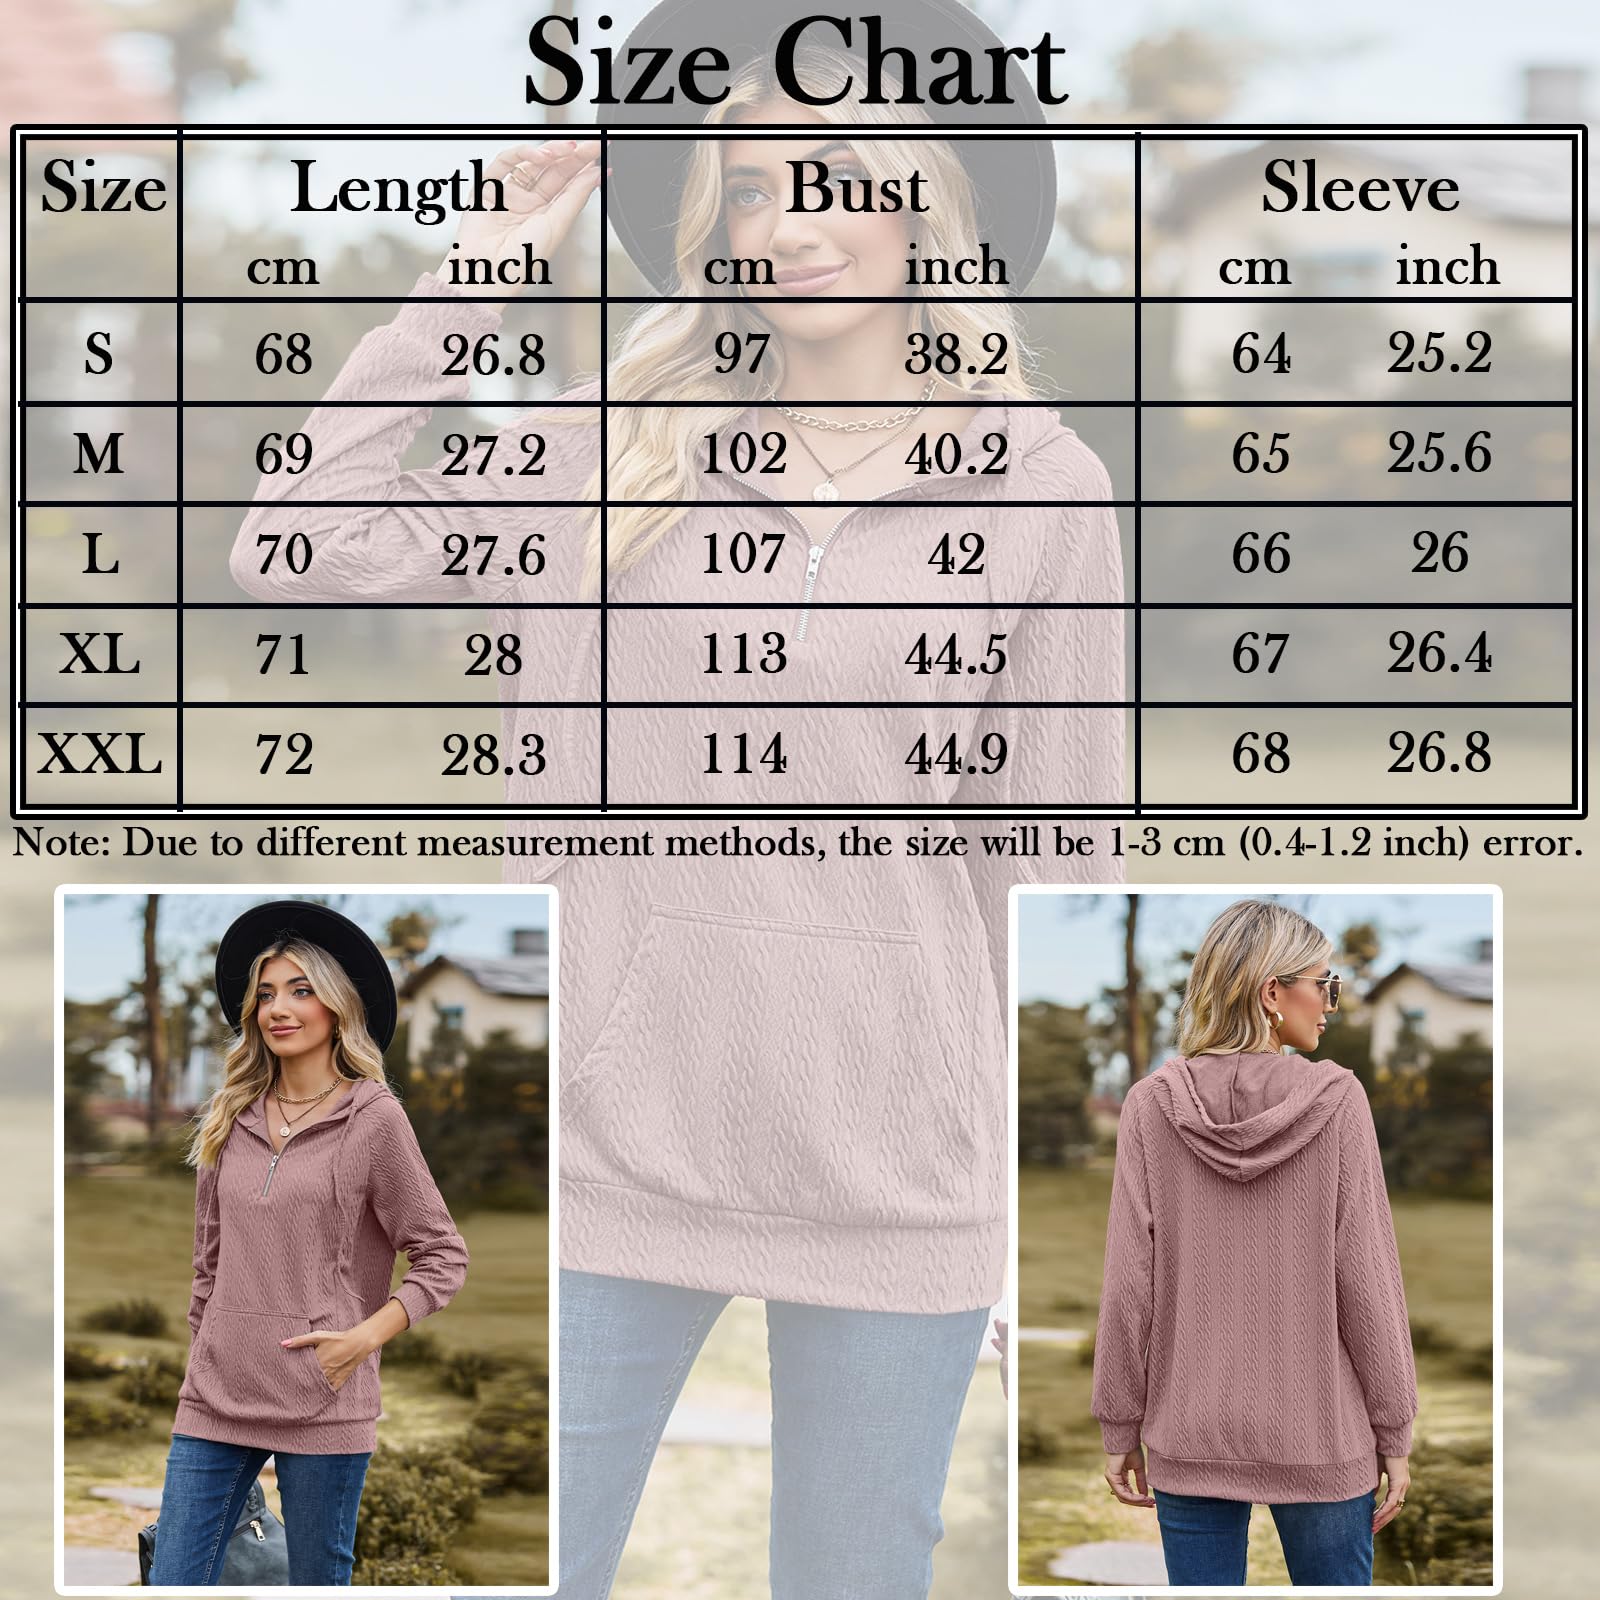 Size Chart
Size Length Bust Sleeve
cm inch cm inch cm inch
S 68 26.8 97 38.2 64 25.2
M 69 27.2 102 40.2 65 25.6
L 70 27.6 107 42 66 26
XL 71 28 113 44.5 67 26.4
XXL 72 28.3 114 44.9 68 26.8
Note: Due to different measurement methods, the size will be 1-3 cm (0.4-1.2 inch) error.